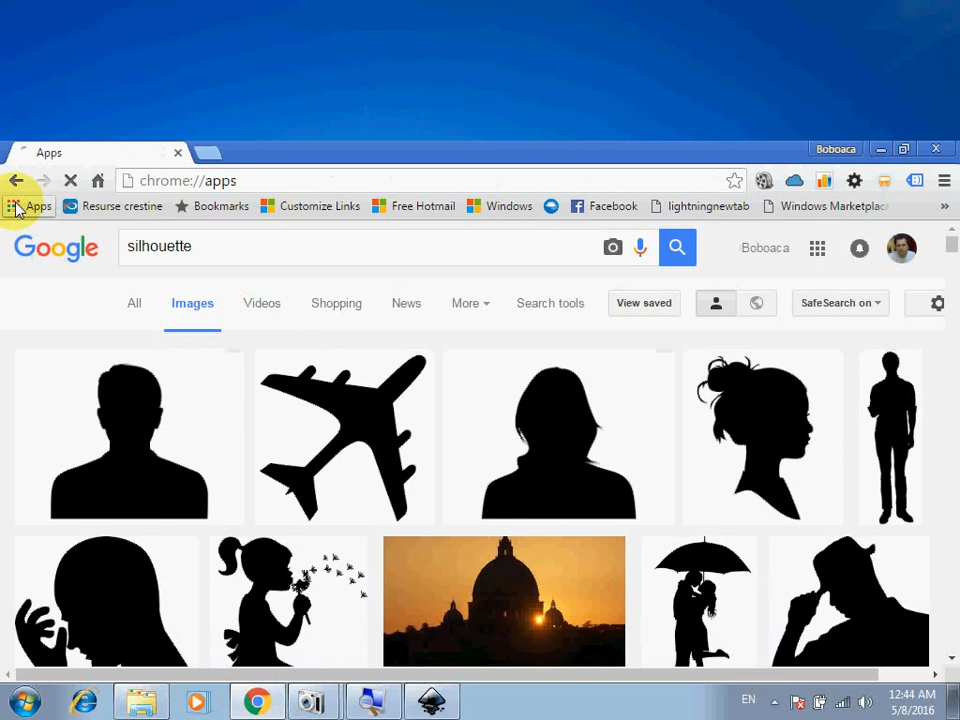 Apps
Boboaca
chrome://apps
Apps Resurse crestine Bookmarks Customize Links Free Hotmail Windows Facebook lightningnewtab Windows Marketplac »
Google silhouette Boboaca
All Images Videos Shopping News More Search tools View saved SafeSearch on
EN 12:44 AM
5/8/2016